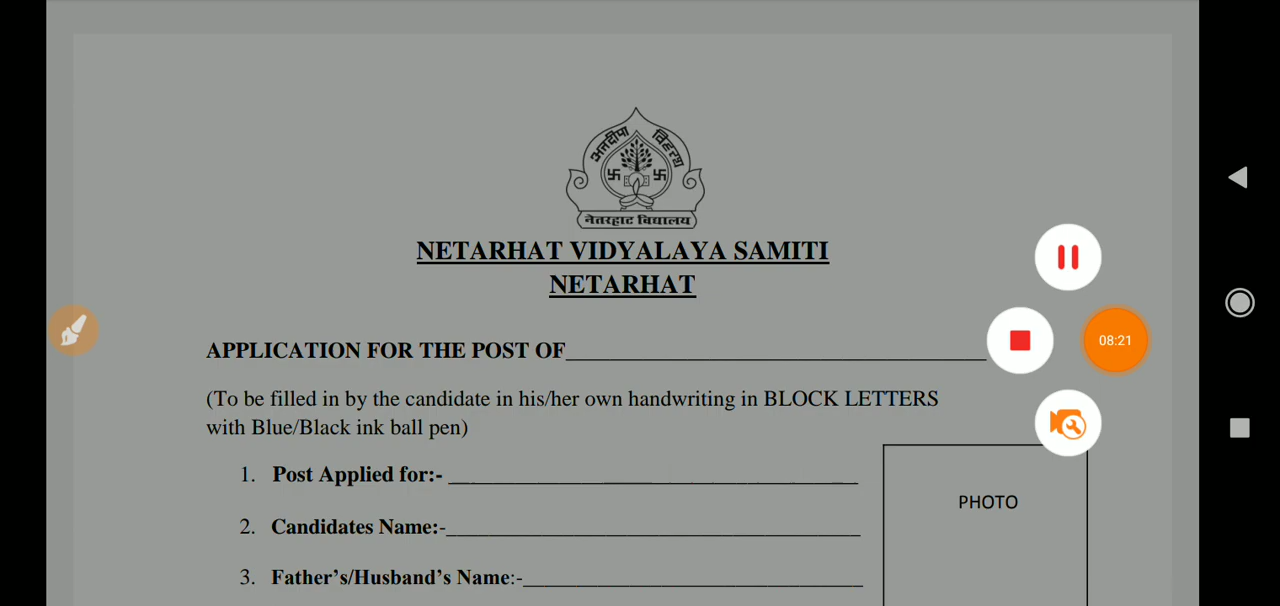 अत्तदीपा विहरथ
नेतरहाट विद्यालय
NETARHAT VIDYALAYA SAMITI
NETARHAT
APPLICATION FOR THE POST OF
08:21
(To be filled in by the candidate in his/her own handwriting in BLOCK LETTERS
with Blue/Black ink ball pen)
1. Post Applied for:-
PHOTO
2. Candidates Name:-
3. Father's/Husband's Name:-